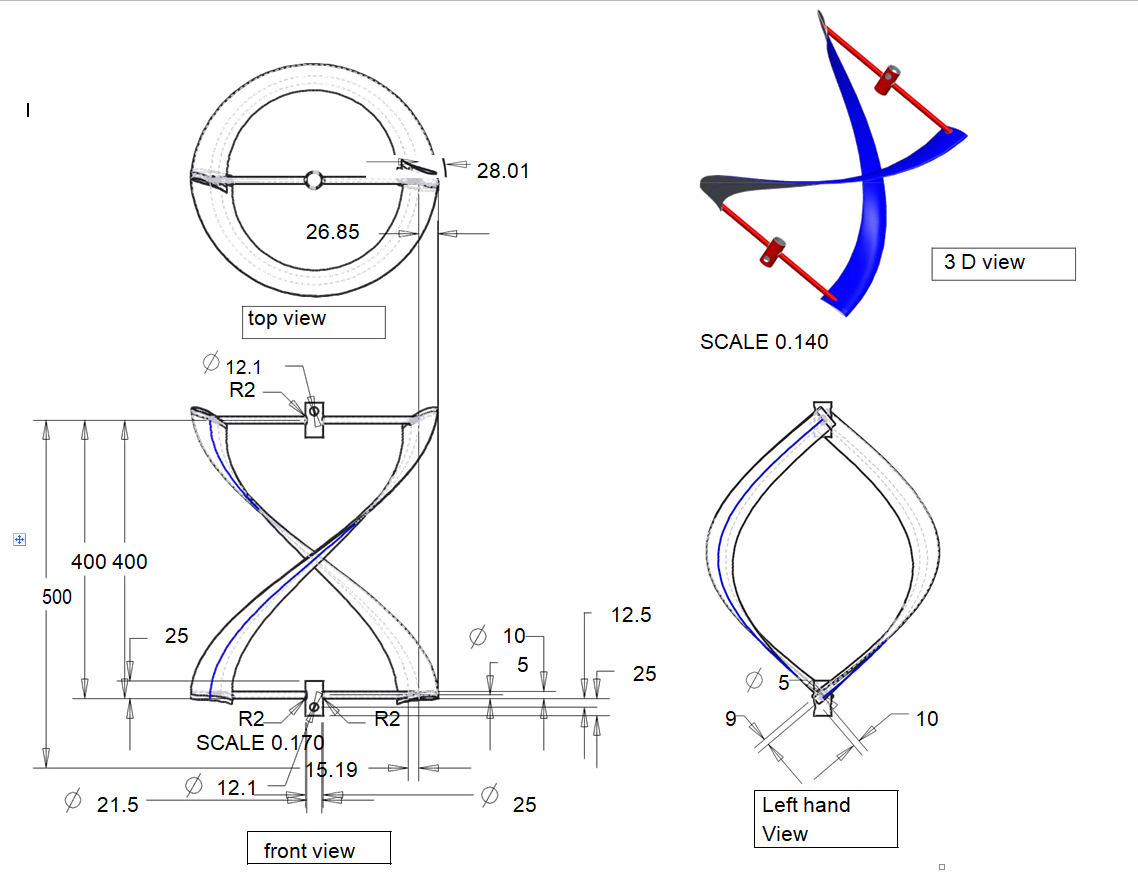 28.01
26.85
top view
3 D view
SCALE 0.140
∅ 12.1
R2
400 400
500
25
∅ 10
5
12.5
25
R2
R2
SCALE 0.170
15.19
∅ 12.1
∅ 21.5
∅ 25
front view
∅ 5
9
10
Left hand
View